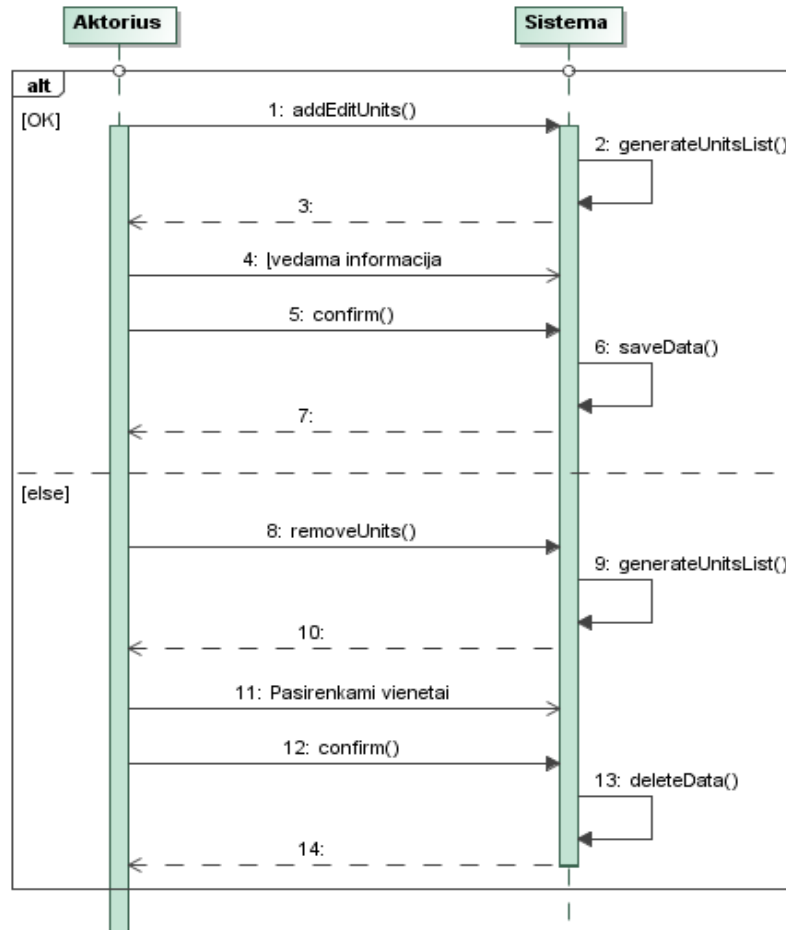 Aktorius
Sistema
alt
[OK]
1: addEditUnits()
2: generateUnitsList()
3:
4: Įvedama informacija
5: confirm()
6: saveData()
7:
[else]
8: removeUnits()
9: generateUnitsList()
10:
11: Pasirenkami vienetai
12: confirm()
13: deleteData()
14: